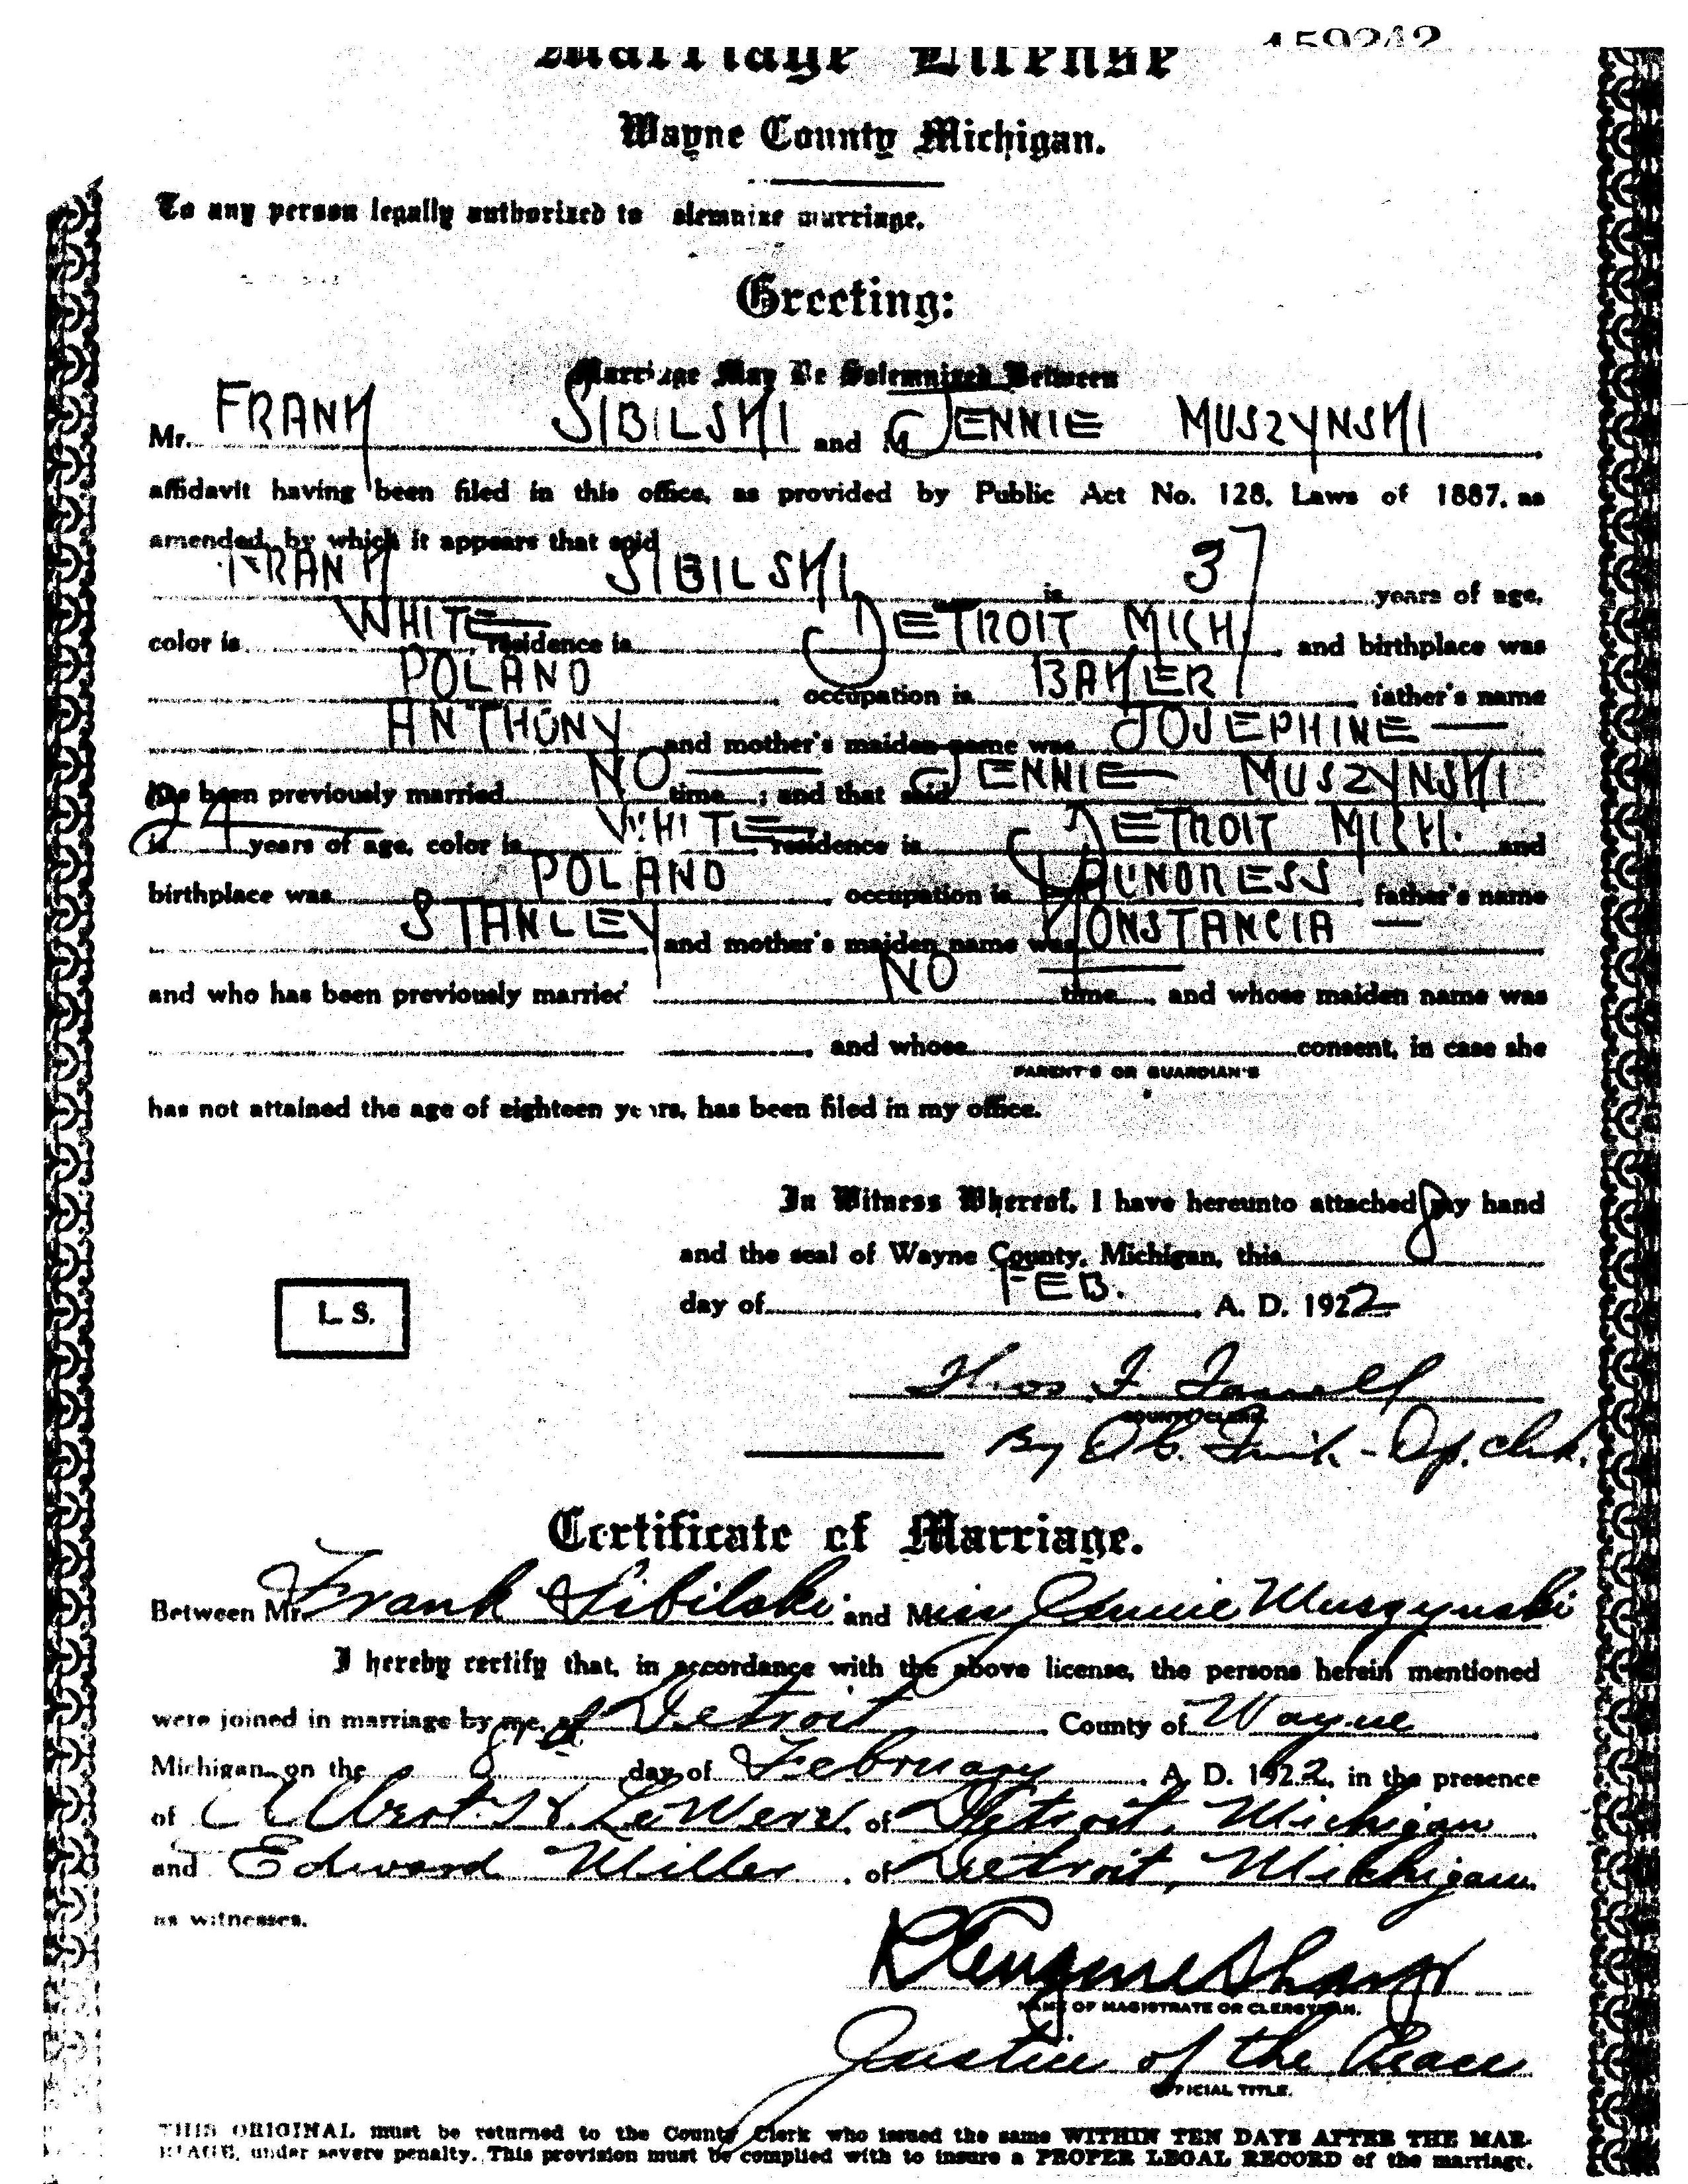 159242
Marriage License
Wayne County Michigan.
To any person legally authorized to solemnize marriage.
Greeting:
Marriage May Be Solemnized Between
Mr. FRANK SIBILSKI and M JENNIE MUSZYNSKI
affidavit having been filed in this office, as provided by Public Act No. 128, Laws of 1887, as
amended, by which it appears that said
FRANK SIBILSKI is 37 years of age,
color is WHITE residence is DETROIT MICH. and birthplace was
POLAND occupation is BAKER father's name
ANTHONY and mother's maiden name was JOSEPHINE —
has been previously married NO time ; and that said JENNIE MUSZYNSKI
is years of age, color is WHITE residence is DETROIT MICH. and
birthplace was POLAND, occupation is LAUNDRESS, father's name
STANLEY and mother's maiden name was KONSTANCIA —
and who has been previously married NO time, and whose maiden name was
, and whose consent, in case she
PARENT'S OR GUARDIAN'S
has not attained the age of eighteen years, has been filed in my office.
In Witness Whereof, I have hereunto attached my hand
and the seal of Wayne County, Michigan, this 8
day of FEB., A. D. 1922
L. S.
Thos F. Farrell
COUNTY CLERK.
By Dp. clerk.
Certificate of Marriage.
Between Mr. Frank Sibilski and Miss Jennie Muszynski
I hereby certify that, in accordance with the above license, the persons herein mentioned
were joined in marriage by me, at Detroit County of Wayne
Michigan, on the 8th day of February, A. D. 1922, in the presence
of Albert H. of Detroit, Michigan
and Edward Miller, of Detroit, Michigan.
as witnesses.
Eugene Sharp
NAME OF MAGISTRATE OR CLERGYMAN.
Justice of the Peace
OFFICIAL TITLE.
THIS ORIGINAL must be returned to the County Clerk who issued the same WITHIN TEN DAYS AFTER THE MAR-
RIAGE, under severe penalty. This provision must be complied with to insure a PROPER LEGAL RECORD of the marriage.